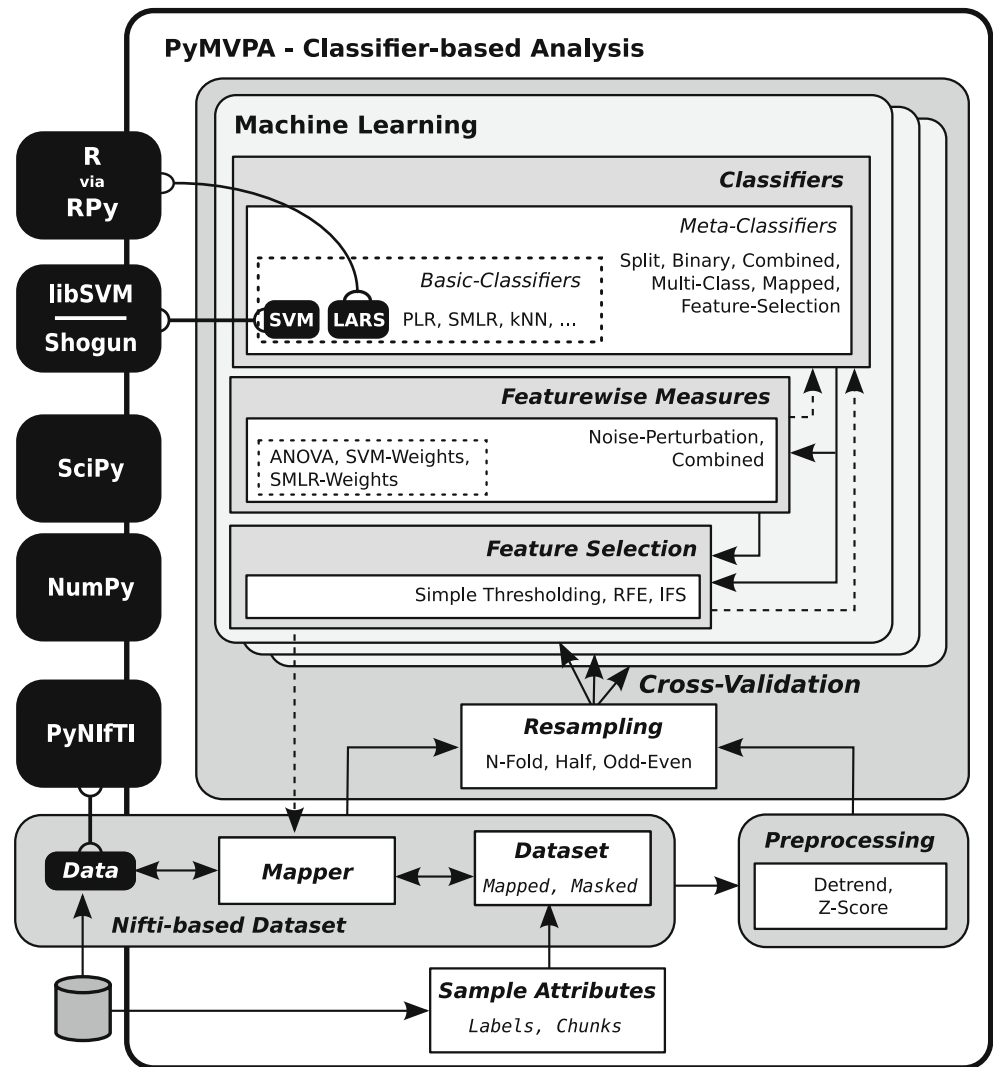 PyMVPA - Classifier-based Analysis
Machine Learning
R
via
RPy
Classifiers
Meta-Classifiers
Split, Binary, Combined,
Multi-Class, Mapped,
Feature-Selection
Basic-Classifiers
SVM
LARS
PLR, SMLR, kNN, ...
libSVM
Shogun
Featurewise Measures
Noise-Perturbation,
Combined
ANOVA, SVM-Weights,
SMLR-Weights
SciPy
Feature Selection
Simple Thresholding, RFE, IFS
NumPy
Cross-Validation
PyNIfTI
Resampling
N-Fold, Half, Odd-Even
Data
Mapper
Dataset
Mapped, Masked
Nifti-based Dataset
Preprocessing
Detrend,
Z-Score
Sample Attributes
Labels, Chunks